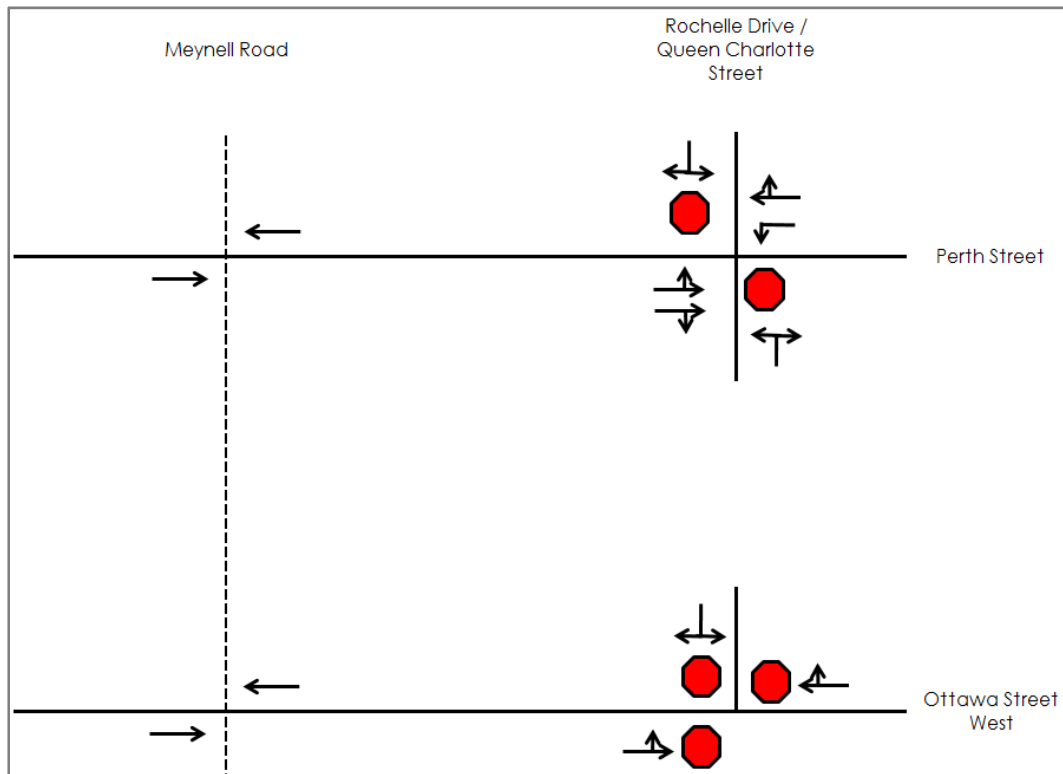 Meynell Road
Rochelle Drive /
Queen Charlotte
Street
Perth Street
Ottawa Street
West